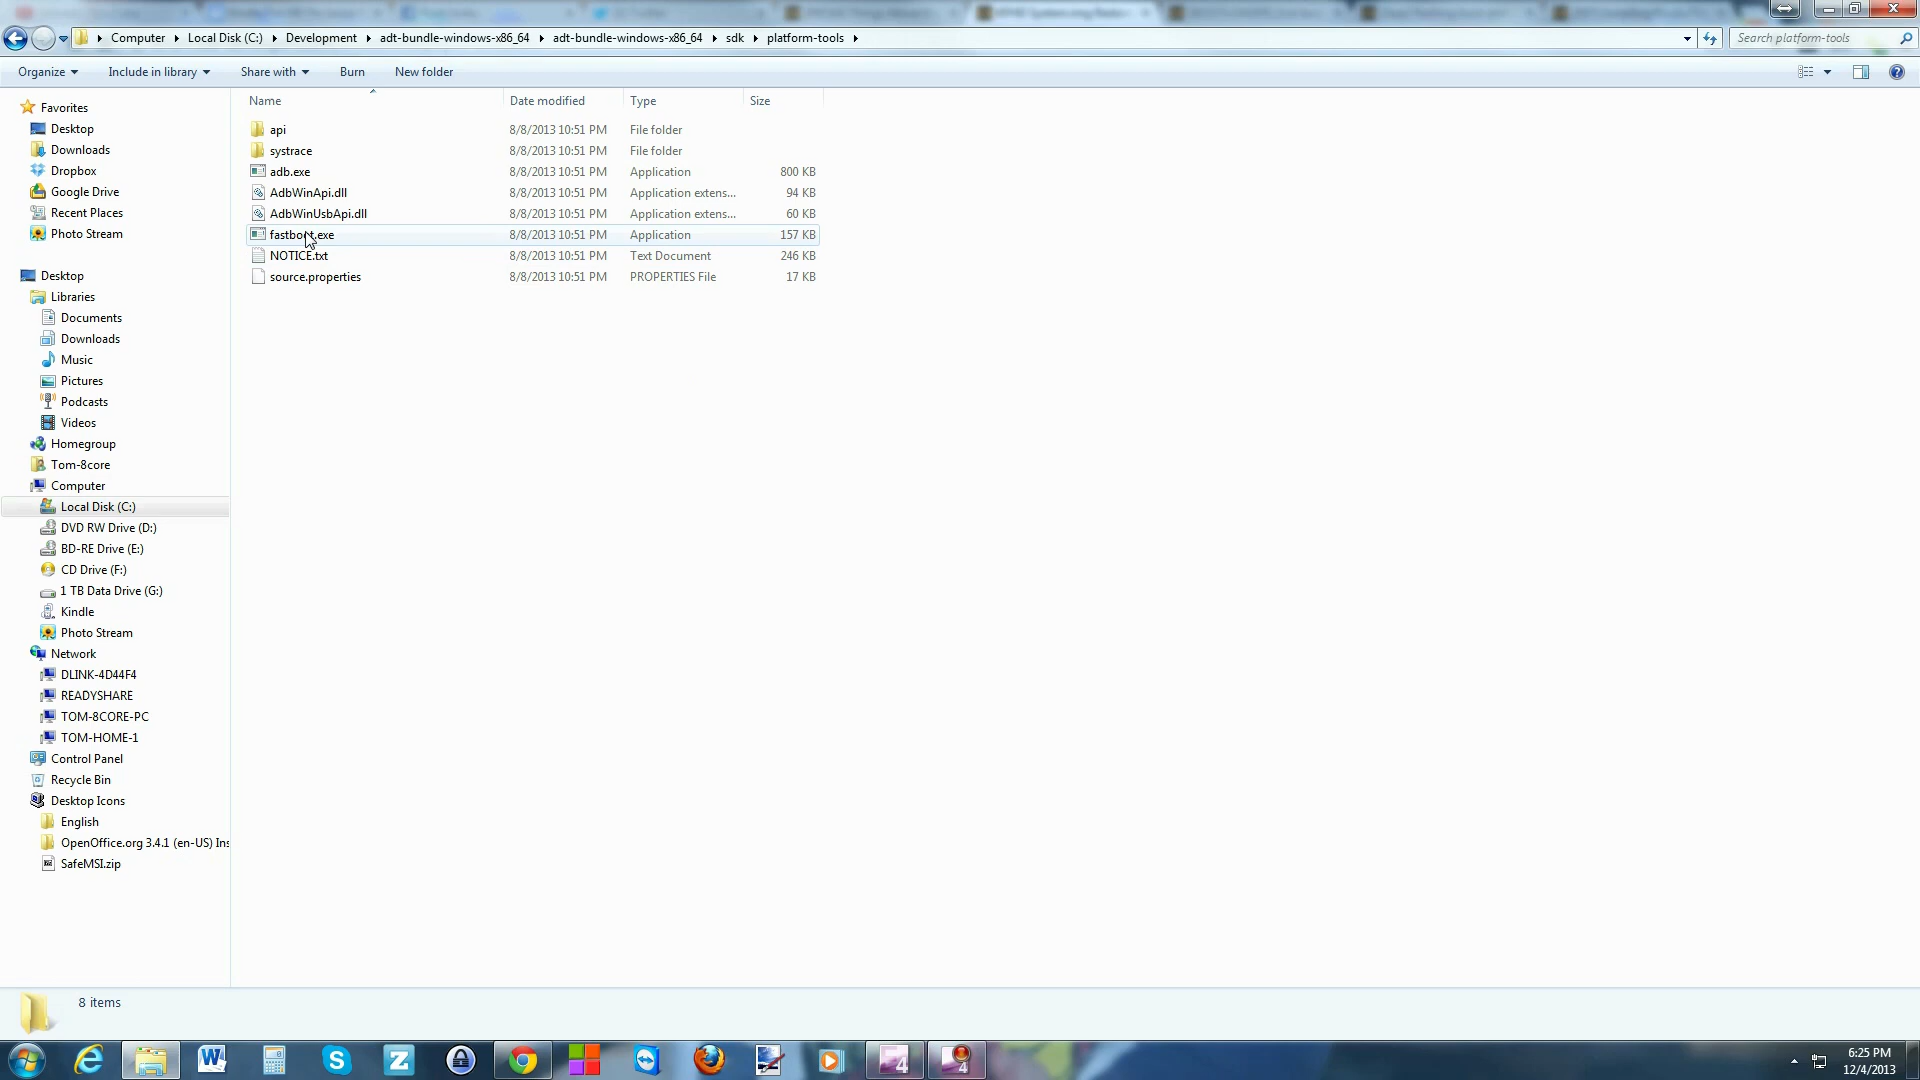 Computer ▸ Local Disk (C:) ▸ Development ▸ adt-bundle-windows-x86_64 ▸ adt-bundle-windows-x86_64 ▸ sdk ▸ platform-tools ▸
Search platform-tools
Organize Include in library Share with Burn New folder
Name Date modified Type Size
api 8/8/2013 10:51 PM File folder
systrace 8/8/2013 10:51 PM File folder
adb.exe 8/8/2013 10:51 PM Application 800 KB
AdbWinApi.dll 8/8/2013 10:51 PM Application extens... 94 KB
AdbWinUsbApi.dll 8/8/2013 10:51 PM Application extens... 60 KB
fastboot.exe 8/8/2013 10:51 PM Application 157 KB
NOTICE.txt 8/8/2013 10:51 PM Text Document 246 KB
source.properties 8/8/2013 10:51 PM PROPERTIES File 17 KB
Favorites
Desktop
Downloads
Dropbox
Google Drive
Recent Places
Photo Stream
Desktop
Libraries
Documents
Downloads
Music
Pictures
Podcasts
Videos
Homegroup
Tom-8core
Computer
Local Disk (C:)
DVD RW Drive (D:)
BD-RE Drive (E:)
CD Drive (F:)
1 TB Data Drive (G:)
Kindle
Photo Stream
Network
DLINK-4D44F4
READYSHARE
TOM-8CORE-PC
TOM-HOME-1
Control Panel
Recycle Bin
Desktop Icons
English
OpenOffice.org 3.4.1 (en-US) Ins
SafeMSI.zip
8 items
6:25 PM
12/4/2013